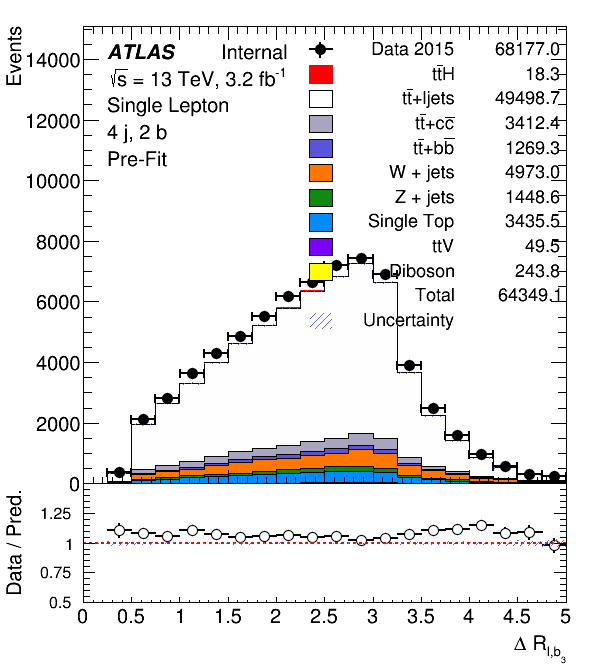 Events
14000
12000
10000
8000
6000
4000
2000
0
ATLAS Internal
√s = 13 TeV, 3.2 fb⁻¹
Single Lepton
4 j, 2 b
Pre-Fit
Data 2015 68177.0
tt̄H 18.3
tt̄+ljets 49498.7
tt̄+cc̄ 3412.4
tt̄+bb̄ 1269.3
W + jets 4973.0
Z + jets 1448.6
Single Top 3435.5
ttV 49.5
Diboson 243.8
Total 64349.1
Uncertainty
Data / Pred.
1.25
1
0.75
0.5
0 0.5 1 1.5 2 2.5 3 3.5 4 4.5 5
Δ R_{l,b_3}